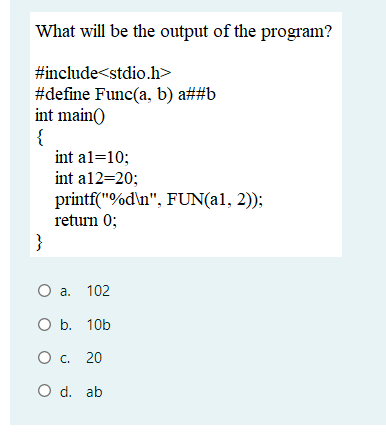 What will be the output of the program?
#include<stdio.h>
#define Func(a, b) a##b
int main()
{
int a1=10;
int a12=20;
printf("%d\n", FUN(a1, 2));
return 0;
}
a. 102
b. 10b
c. 20
d. ab